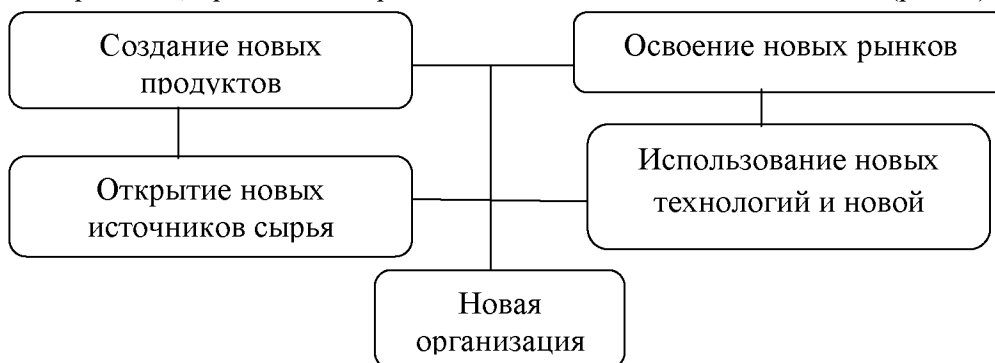 Создание новых
продуктов
Освоение новых рынков
Открытие новых
источников сырья
Использование новых
технологий и новой
Новая
организация